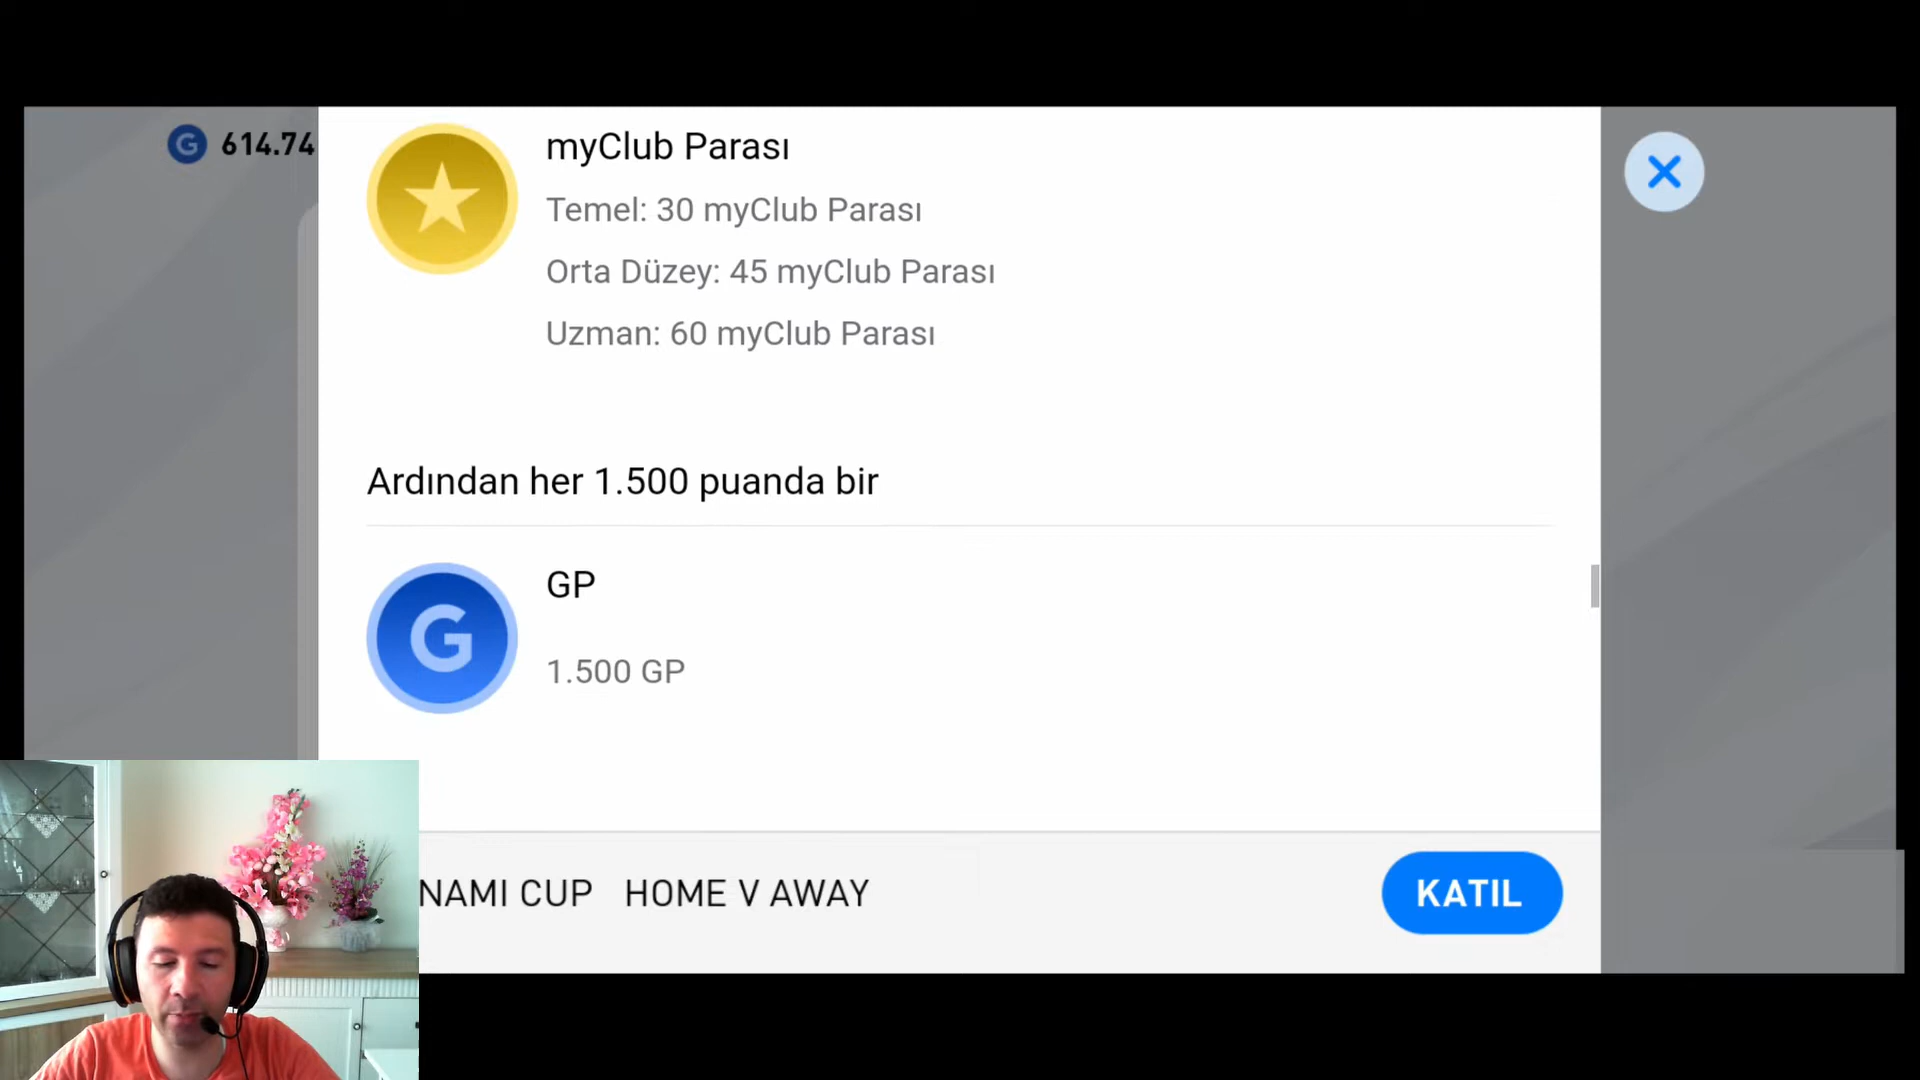 G 614.74
myClub Parası
Temel: 30 myClub Parası
Orta Düzey: 45 myClub Parası
Uzman: 60 myClub Parası
Ardından her 1.500 puanda bir
G
GP
1.500 GP
NAMI CUP HOME V AWAY
KATIL